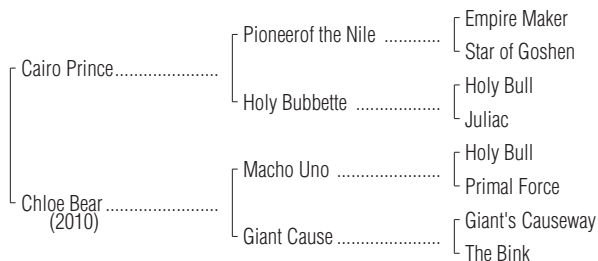 Empire Maker
Pioneerof the Nile ............
Star of Goshen
Cairo Prince......................
Holy Bull
Holy Bubbette ..................
Juliac
Holy Bull
Macho Uno ......................
Primal Force
Chloe Bear........................
(2010)
Giant's Causeway
Giant Cause ......................
The Bink